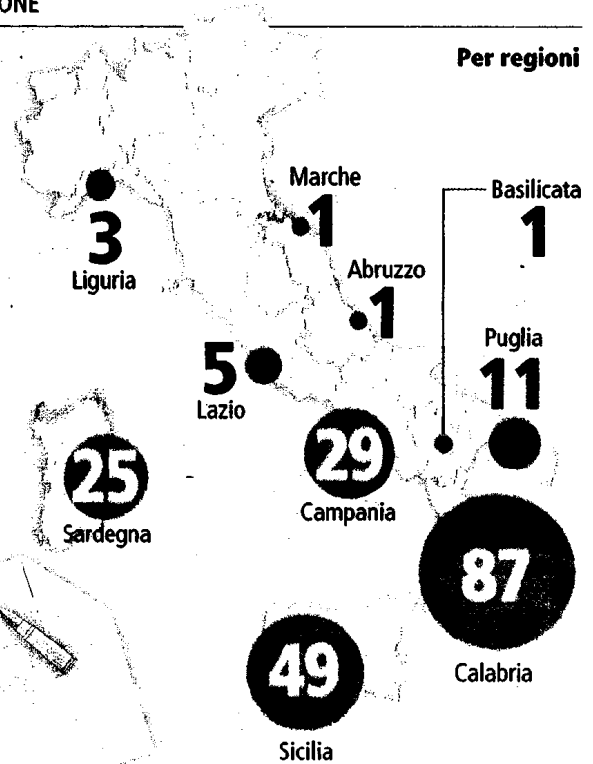 ONE
Per regioni
3
Liguria
Marche
1
Abruzzo
1
Basilicata
1
5
Lazio
Puglia
11
25
Sardegna
29
Campania
87
Calabria
49
Sicilia